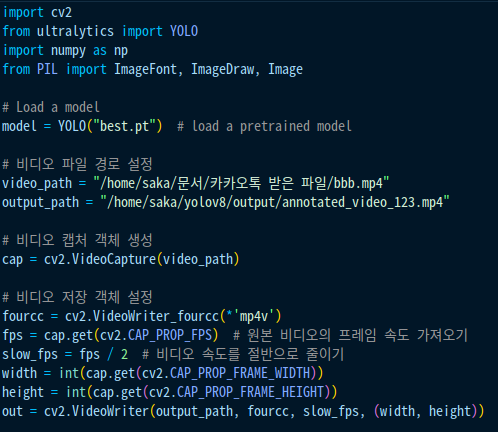 import cv2
from ultralytics import YOLO
import numpy as np
from PIL import ImageFont, ImageDraw, Image
# Load a model
model = YOLO("best.pt")  # load a pretrained model
# 비디오 파일 경로 설정
video_path = "/home/saka/문서/카카오톡 받은 파일/bbb.mp4"
output_path = "/home/saka/yolov8/output/annotated_video_123.mp4"
# 비디오 캡처 객체 생성
cap = cv2.VideoCapture(video_path)
# 비디오 저장 객체 설정
fourcc = cv2.VideoWriter_fourcc(*'mp4v')
fps = cap.get(cv2.CAP_PROP_FPS)  # 원본 비디오의 프레임 속도 가져오기
slow_fps = fps / 2  # 비디오 속도를 절반으로 줄이기
width = int(cap.get(cv2.CAP_PROP_FRAME_WIDTH))
height = int(cap.get(cv2.CAP_PROP_FRAME_HEIGHT))
out = cv2.VideoWriter(output_path, fourcc, slow_fps, (width, height))